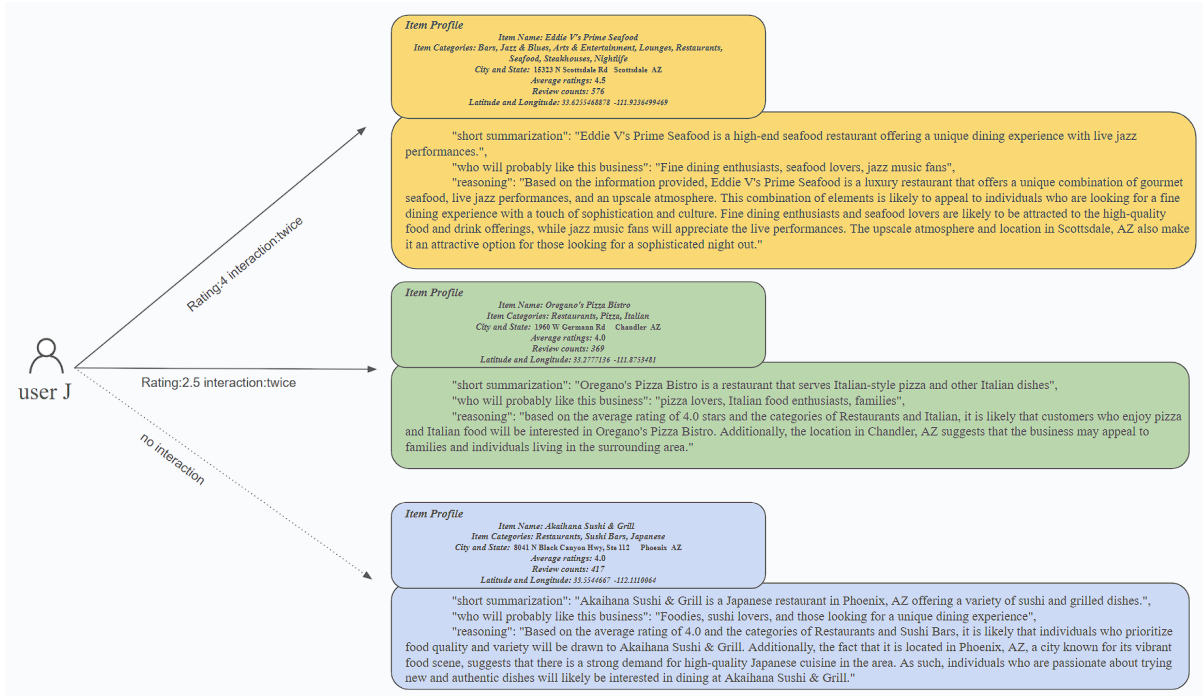 Item Profile
Item Name: Eddie V's Prime Seafood
Item Categories: Bars, Jazz & Blues, Arts & Entertainment, Lounges, Restaurants,
Seafood, Steakhouses, Nightlife
City and State: 15323 N Scottsdale Rd Scottsdale AZ
Average ratings: 4.5
Review counts: 576
Latitude and Longitude: 33.6255468878 -111.9236499469
"short summarization": "Eddie V's Prime Seafood is a high-end seafood restaurant offering a unique dining experience with live jazz
performances.",
"who will probably like this business": "Fine dining enthusiasts, seafood lovers, jazz music fans",
"reasoning": "Based on the information provided, Eddie V's Prime Seafood is a luxury restaurant that offers a unique combination of gourmet
seafood, live jazz performances, and an upscale atmosphere. This combination of elements is likely to appeal to individuals who are looking for a fine
dining experience with a touch of sophistication and culture. Fine dining enthusiasts and seafood lovers are likely to be attracted to the high-quality
food and drink offerings, while jazz music fans will appreciate the live performances. The upscale atmosphere and location in Scottsdale, AZ also make
it an attractive option for those looking for a sophisticated night out."
Rating:4 interaction:twice
Item Profile
Item Name: Oregano's Pizza Bistro
Item Categories: Restaurants, Pizza, Italian
City and State: 1960 W Germann Rd Chandler AZ
Average ratings: 4.0
Review counts: 369
Latitude and Longitude: 33.2777136 -111.8753481
user J
Rating:2.5 interaction:twice
"short summarization": "Oregano's Pizza Bistro is a restaurant that serves Italian-style pizza and other Italian dishes",
"who will probably like this business": "pizza lovers, Italian food enthusiasts, families",
"reasoning": "based on the average rating of 4.0 stars and the categories of Restaurants and Italian, it is likely that customers who enjoy pizza
and Italian food will be interested in Oregano's Pizza Bistro. Additionally, the location in Chandler, AZ suggests that the business may appeal to
families and individuals living in the surrounding area."
no interaction
Item Profile
Item Name: Akaihana Sushi & Grill
Item Categories: Restaurants, Sushi Bars, Japanese
City and State: 8041 N Black Canyon Hwy, Ste 112 Phoenix AZ
Average ratings: 4.0
Review counts: 417
Latitude and Longitude: 33.5544667 -112.1110064
"short summarization": "Akaihana Sushi & Grill is a Japanese restaurant in Phoenix, AZ offering a variety of sushi and grilled dishes.",
"who will probably like this business": "Foodies, sushi lovers, and those looking for a unique dining experience",
"reasoning": "Based on the average rating of 4.0 and the categories of Restaurants and Sushi Bars, it is likely that individuals who prioritize
food quality and variety will be drawn to Akaihana Sushi & Grill. Additionally, the fact that it is located in Phoenix, AZ, a city known for its vibrant
food scene, suggests that there is a strong demand for high-quality Japanese cuisine in the area. As such, individuals who are passionate about trying
new and authentic dishes will likely be interested in dining at Akaihana Sushi & Grill."